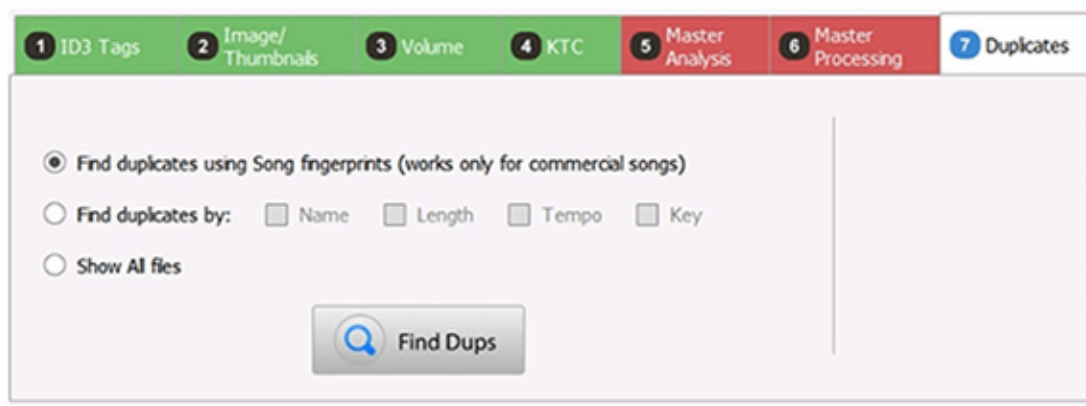 1 ID3 Tags 2 Image/ Thumbnails 3 Volume 4 KTC 5 Master Analysis 6 Master Processing 7 Duplicates
Find duplicates using Song fingerprints (works only for commercial songs)
Find duplicates by: Name Length Tempo Key
Show All files
Find Dups